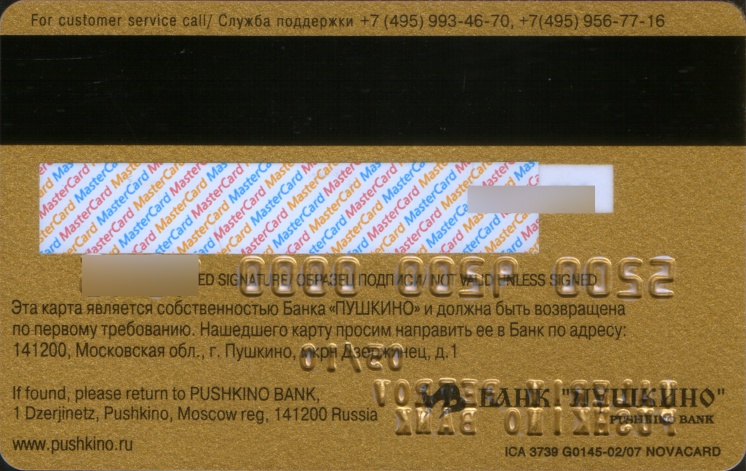 For customer service call/ Служба поддержки +7 (495) 993-46-70, +7(495) 956-77-16
MasterCard MasterCard MasterCard
ED SIGNATURE / ОБРАЗЕЦ ПОДПИСИ / NOT VALID UNLESS SIGNED
Эта карта является собственностью Банка «ПУШКИНО» и должна быть возвращена
по первому требованию. Нашедшего карту просим направить ее в Банк по адресу:
141200, Московская обл., г. Пушкино, мкрн Дзержинец, д.1
If found, please return to PUSHKINO BANK,
1 Dzerjinetz, Pushkino, Moscow reg, 141200 Russia
БАНК "ПУШКИНО"
PUSHKINO BANK
www.pushkino.ru
ICA 3739 G0145-02/07 NOVACARD